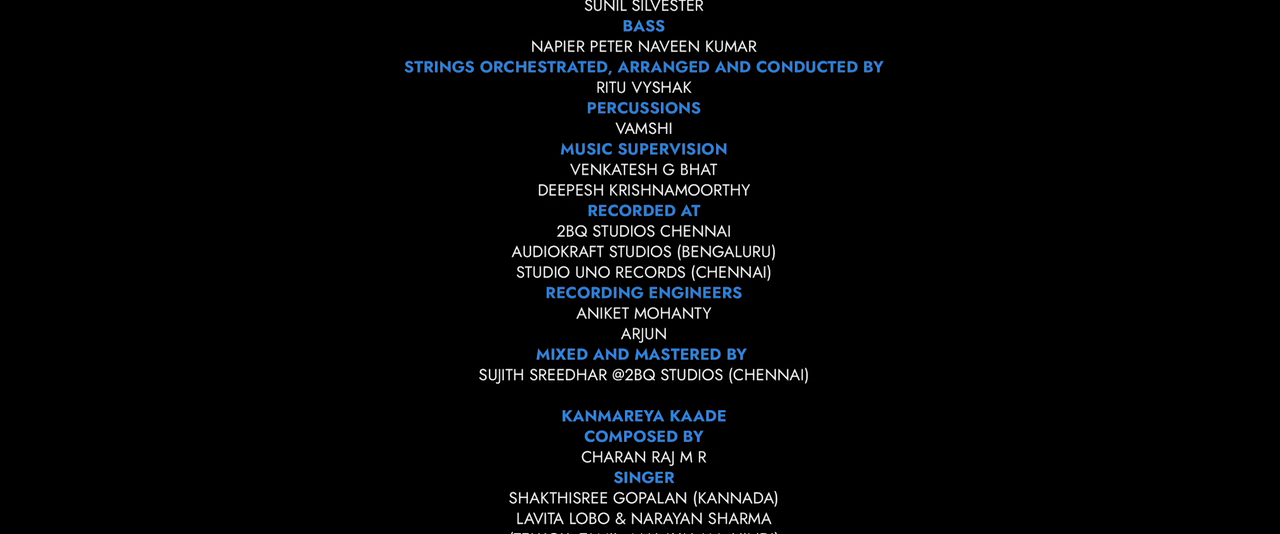 SUNIL SILVESTER
BASS
NAPIER PETER NAVEEN KUMAR
STRINGS ORCHESTRATED, ARRANGED AND CONDUCTED BY
RITU VYSHAK
PERCUSSIONS
VAMSHI
MUSIC SUPERVISION
VENKATESH G BHAT
DEEPESH KRISHNAMOORTHY
RECORDED AT
2BQ STUDIOS CHENNAI
AUDIOKRAFT STUDIOS (BENGALURU)
STUDIO UNO RECORDS (CHENNAI)
RECORDING ENGINEERS
ANIKET MOHANTY
ARJUN
MIXED AND MASTERED BY
SUJITH SREEDHAR @2BQ STUDIOS (CHENNAI)
KANMAREYA KAADE
COMPOSED BY
CHARAN RAJ M R
SINGER
SHAKTHISREE GOPALAN (KANNADA)
LAVITA LOBO & NARAYAN SHARMA